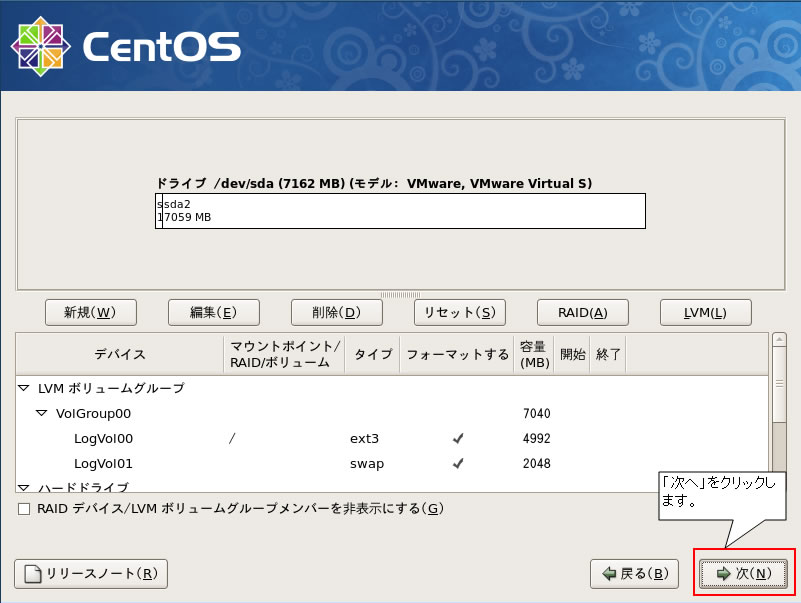 CentOS
ドライブ /dev/sda (7162 MB) (モデル: VMware, VMware Virtual S)
s sda2
1 7059 MB
新規(W) 編集(E) 削除(D) リセット(S) RAID(A) LVM(L)
デバイス マウントポイント/ RAID/ボリューム タイプ フォーマットする 容量 (MB) 開始 終了
LVM ボリュームグループ
VolGroup00 7040
LogVol00 / ext3 4992
LogVol01 swap 2048
ハードドライブ
RAID デバイス/LVM ボリュームグループメンバーを非表示にする(G)
「次へ」をクリックし
ます。
リリースノート(R) 戻る(B) 次(N)